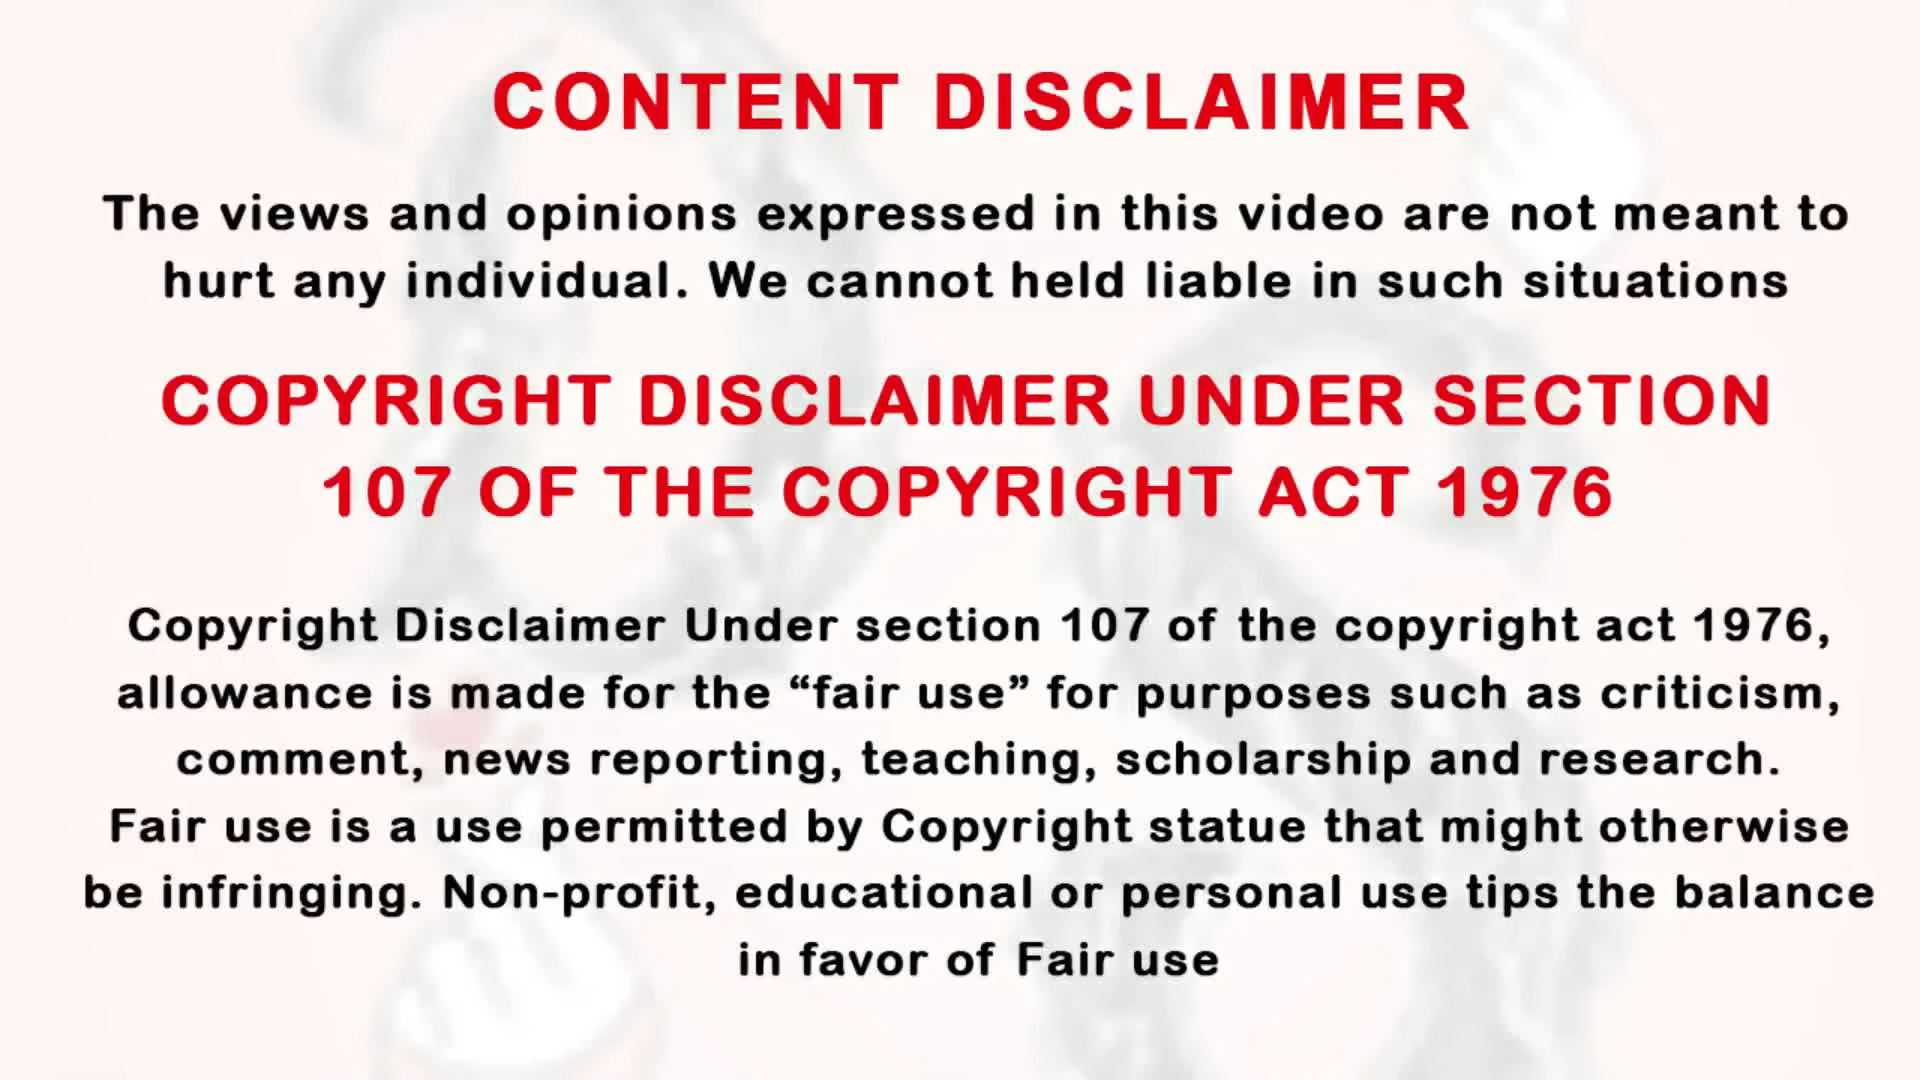 CONTENT DISCLAIMER
The views and opinions expressed in this video are not meant to
hurt any individual. We cannot held liable in such situations
COPYRIGHT DISCLAIMER UNDER SECTION
107 OF THE COPYRIGHT ACT 1976
Copyright Disclaimer Under section 107 of the copyright act 1976,
allowance is made for the “fair use” for purposes such as criticism,
comment, news reporting, teaching, scholarship and research.
Fair use is a use permitted by Copyright statue that might otherwise
be infringing. Non-profit, educational or personal use tips the balance
in favor of Fair use